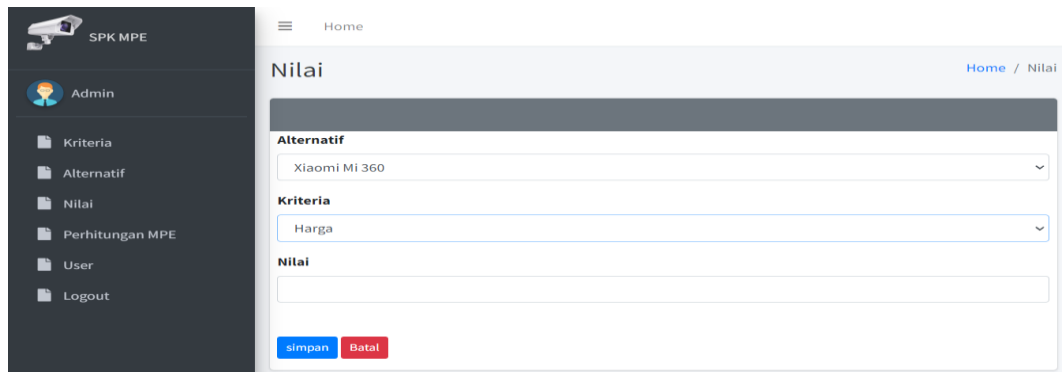 SPK MPE
Admin
Kriteria
Alternatif
Nilai
Perhitungan MPE
User
Logout
Home
Nilai
Home / Nilai
Alternatif
Xiaomi Mi 360
Kriteria
Harga
Nilai
simpan Batal